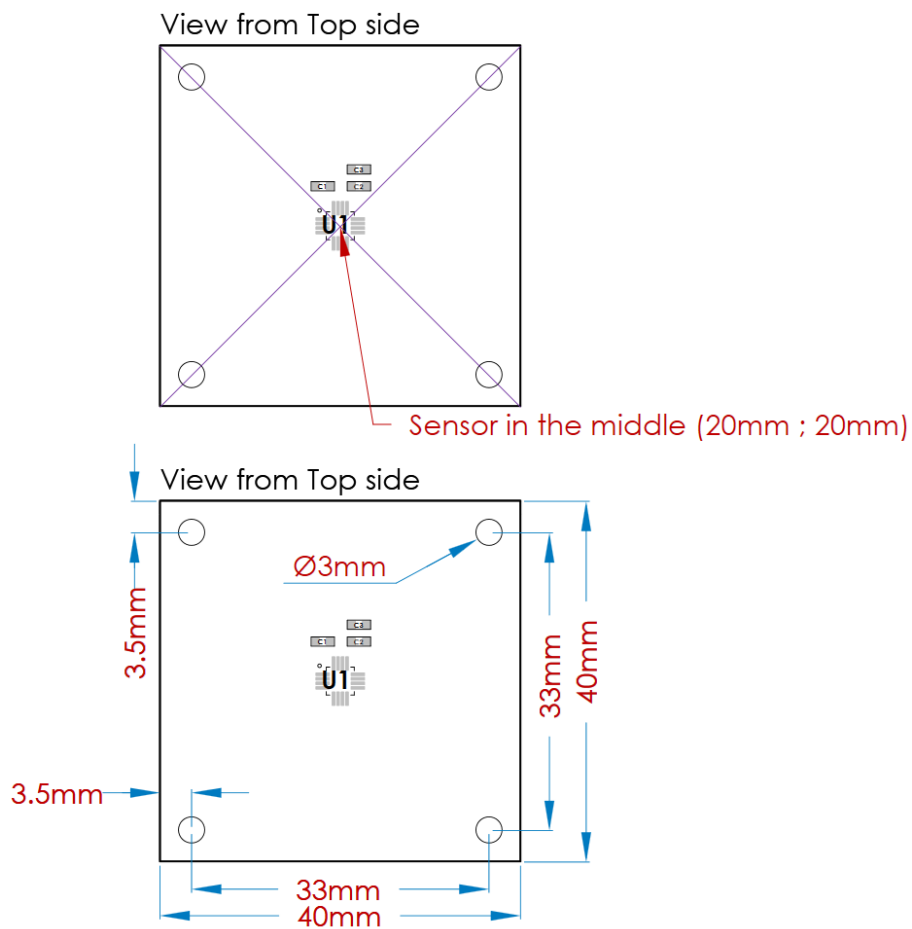 View from Top side
C3
C1
C2
U1
Sensor in the middle (20mm ; 20mm)
View from Top side
Ø3mm
3.5mm
C3
C1
C2
U1
33mm
40mm
3.5mm
33mm
40mm